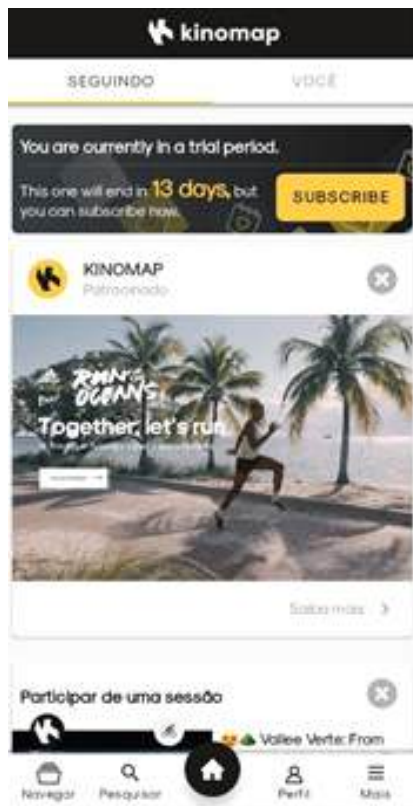 kinomap
SEGUINDO
VOCÊ
You are currently in a trial period.
This one will end in 13 days, but
you can subscribe now.
SUBSCRIBE
KINOMAP
Patrocinado
RUN FOR THE
OCEANS
Together, let's run.
Saiba mais
Participar de uma sessão
Vallee Verte: From
Navegar
Pesquisar
Perfil
Mais